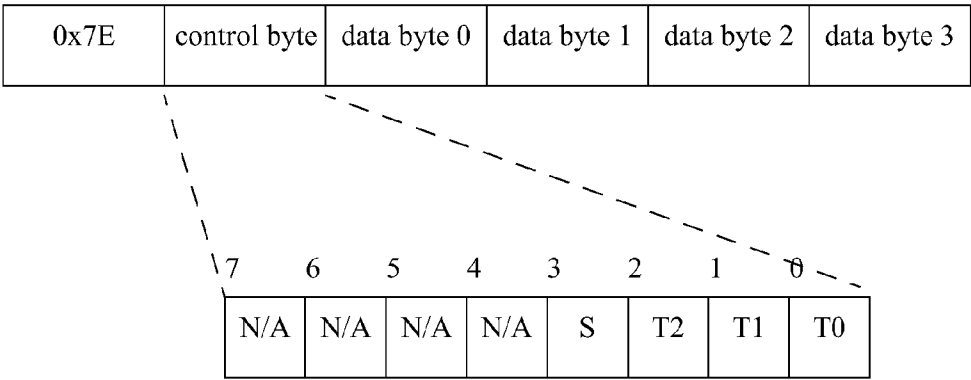 0x7E control byte data byte 0 data byte 1 data byte 2 data byte 3
7 6 5 4 3 2 1 0
N/A N/A N/A N/A S T2 T1 T0